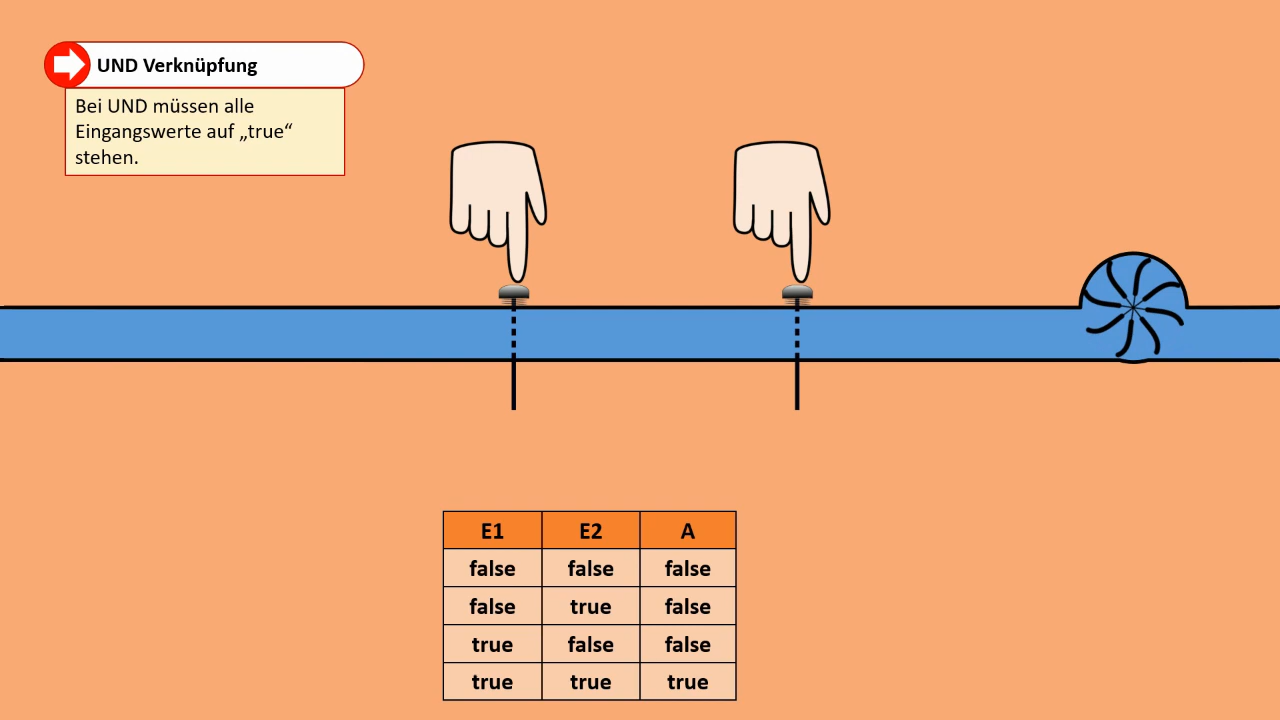 UND Verknüpfung
Bei UND müssen alle
Eingangswerte auf „true“
stehen.
E1 E2 A
false false false
false true false
true false false
true true true